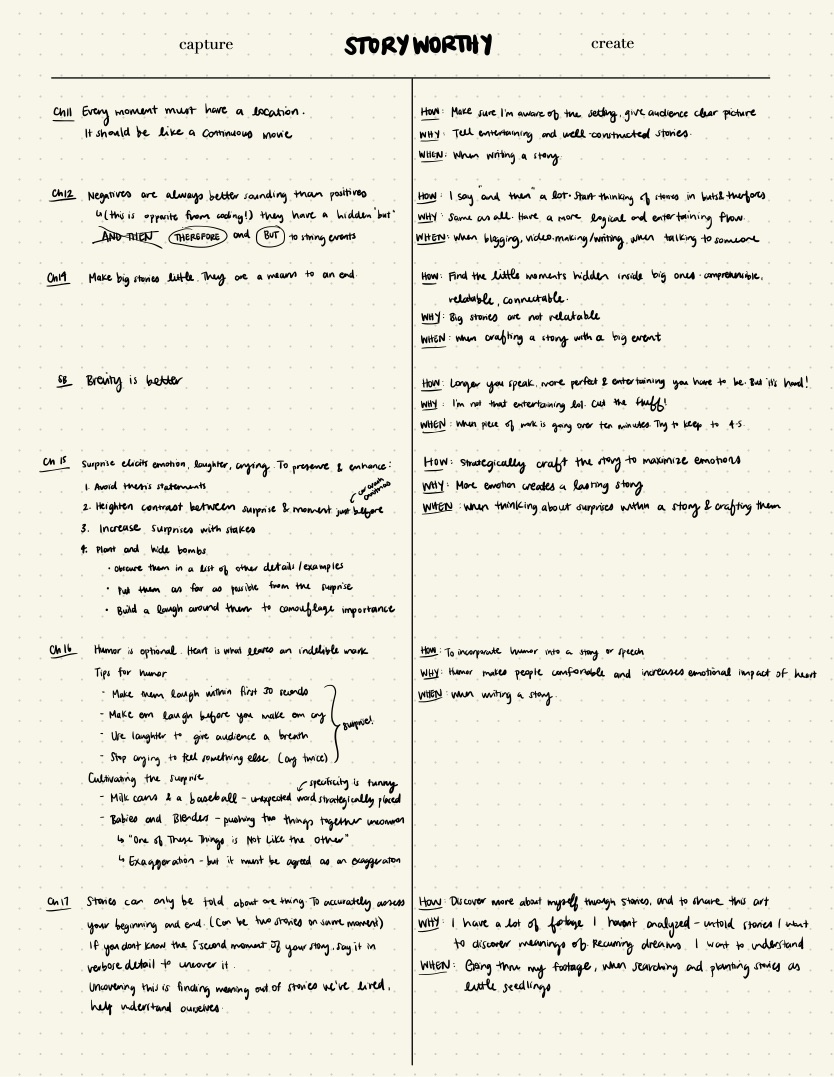 capture
STORYWORTHY
create
Ch11 Every moment must have a location.
It should be like a continuous movie
HOW: Make sure I'm aware of the setting, give audience clear picture
WHY: Tell entertaining and well-constructed stories.
WHEN: When writing a story.
Ch12 Negatives are always better sounding than positives
↳(this is opposite from coding!) they have a hidden "but"
AND THEN THEREFORE and BUT to string events
HOW: I say "and then" a lot. Start thinking of stories in buts & therefores
WHY: Same as all. Have a more logical and entertaining flow.
WHEN: when blogging, video-making/writing, when talking to someone
Ch14 Make big stories little. They are a means to an end.
HOW: Find the little moments hidden inside big ones - comprehensible,
relatable, connectable.
WHY: Big stories are not relatable
WHEN: when crafting a story with a big event
SB Brevity is better
HOW: Longer you speak, more perfect & entertaining you have to be. But it's hard!
WHY: I'm not that entertaining lol. Cut the fluff!
WHEN: When piece of work is going over ten minutes. Try to keep to 4-5.
Ch 15 Surprise elicits emotion, laughter, crying. To preserve & enhance:
1. Avoid thesis statements
2. Heighten contrast between surprise & moment just before
car crash
3. Increase surprises with stakes
4. Plant and hide bombs
• obscure them in a list of other details/examples
• Put them as far as possible from the surprise
• Build a laugh around them to camouflage importance
HOW: Strategically craft the story to maximize emotions
WHY: More emotion creates a lasting story
WHEN: when thinking about surprises within a story & crafting them
Ch 16 Humor is optional. Heart is what leaves an indelible mark
Tips for humor
- Make them laugh within first 30 seconds
- Make em laugh before you make em cry
- Use laughter to give audience a breath
- Stop crying to feel something else (cry twice)
surprise!
Cultivating the surprise
specificity is funny
- Milk cans & a baseball - unexpected word strategically placed
- Babies and Blenders - pushing two things together uncommon
↳ "One of These Things is Not Like the other"
↳ Exaggeration - but it must be agreed as an exaggeration
HOW: To incorporate humor into a story or speech
WHY: Humor makes people comfortable and increases emotional impact of heart
WHEN: when writing a story.
Ch 17 Stories can only be told about one thing. To accurately assess
your beginning and end. (Can be two stories on same moment)
If you dont know the 5 second moment of your story, say it in
verbose detail to uncover it.
Uncovering this is finding meaning out of stories we've lived,
help understand ourselves.
HOW: Discover more about myself through stories, and to share this art
WHY: I have a lot of footage I havent analyzed - untold stories I want
to discover meanings of. Recurring dreams. I want to understand
WHEN: Going thru my footage, when searching and planting stories as
little seedlings